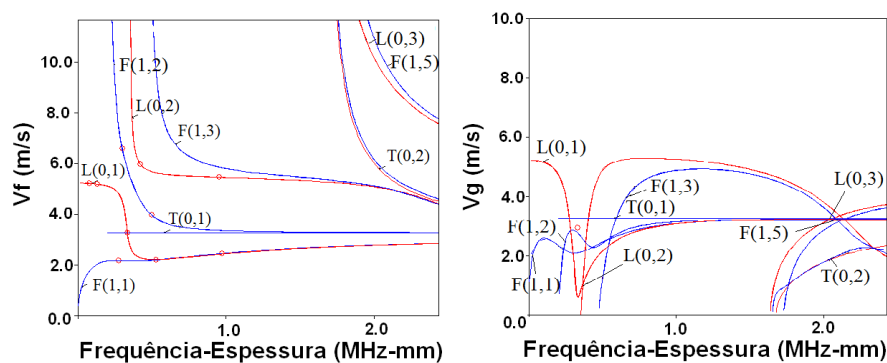 10.0
8.0
6.0
4.0
2.0
0.0
1.0
2.0
Vf (m/s)
Frequência-Espessura (MHz-mm)
F(1,2)
L(0,2)
F(1,3)
L(0,1)
T(0,1)
F(1,1)
L(0,3)
F(1,5)
T(0,2)
10.0
8.0
6.0
4.0
2.0
0.0
1.0
2.0
Vg (m/s)
Frequência-Espessura (MHz-mm)
L(0,1)
F(1,3)
T(0,1)
F(1,2)
F(1,1)
L(0,2)
L(0,3)
F(1,5)
T(0,2)